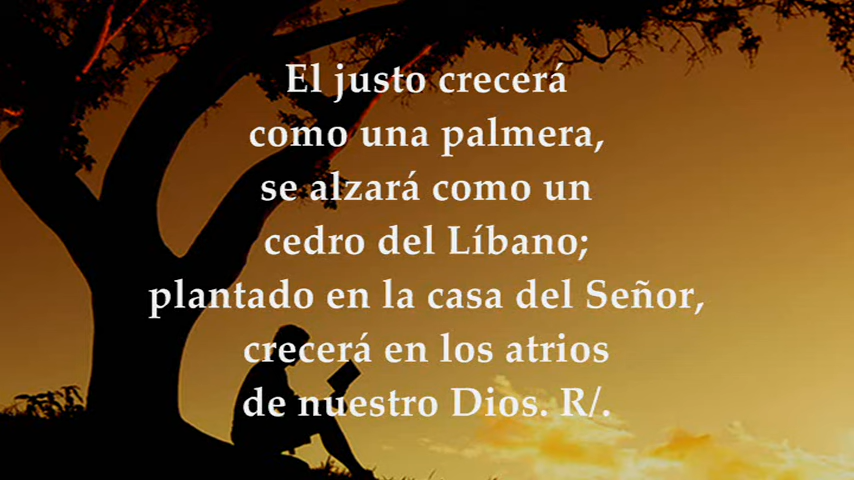 El justo crecerá
como una palmera,
se alzará como un
cedro del Líbano;
plantado en la casa del Señor,
crecerá en los atrios
de nuestro Dios. R/.